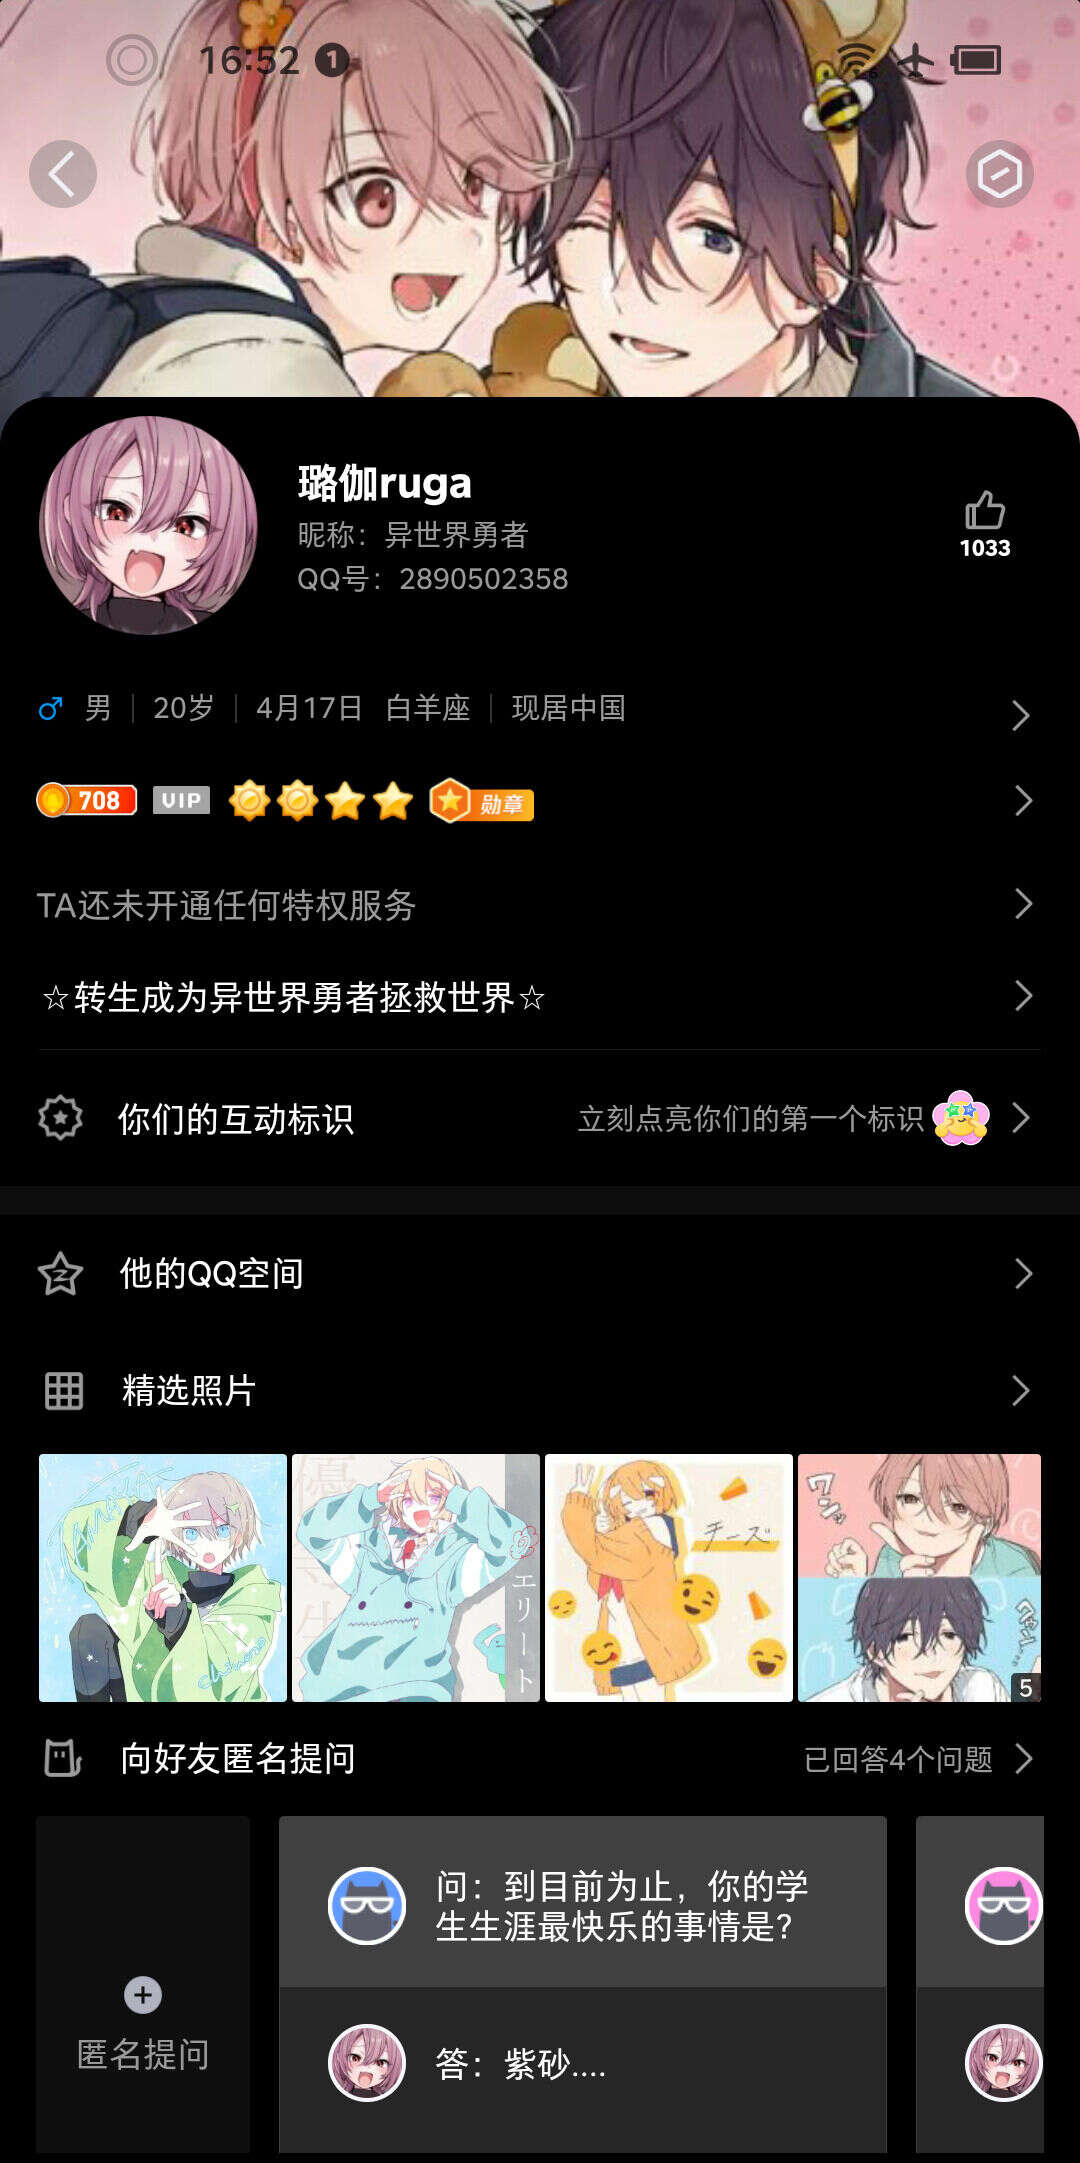 16:52 1
璐伽ruga
昵称：异世界勇者
QQ号：2890502358
1033
男 20岁 4月17日 白羊座 现居中国
708 VIP 勋章
TA还未开通任何特权服务
☆转生成为异世界勇者拯救世界☆
你们的互动标识 立刻点亮你们的第一个标识
他的QQ空间
精选照片
エリート
チーズ
ワン
5
向好友匿名提问 已回答4个问题
问：到目前为止，你的学
生生涯最快乐的事情是？
匿名提问
答：紫砂....